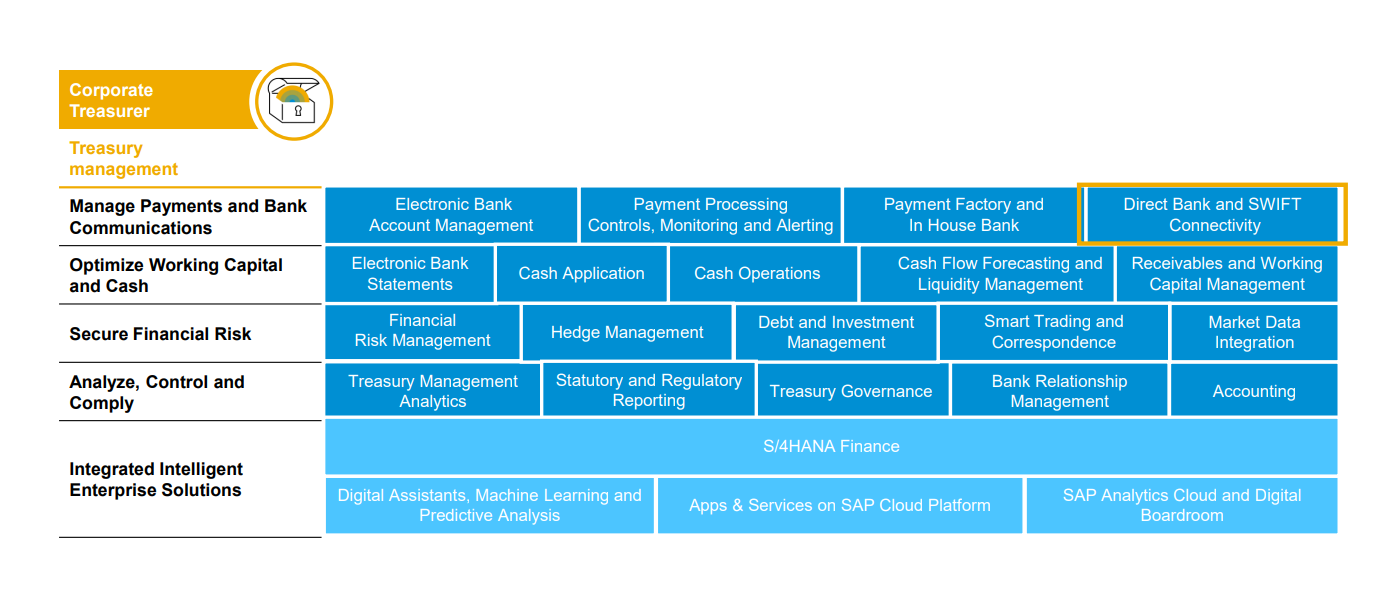 Corporate
Treasurer
Treasury
management
Manage Payments and Bank
Communications
Electronic Bank
Account Management
Payment Processing
Controls, Monitoring and Alerting
Payment Factory and
In House Bank
Direct Bank and SWIFT
Connectivity
Optimize Working Capital
and Cash
Electronic Bank
Statements
Cash Application
Cash Operations
Cash Flow Forecasting and
Liquidity Management
Receivables and Working
Capital Management
Secure Financial Risk
Financial
Risk Management
Hedge Management
Debt and Investment
Management
Smart Trading and
Correspondence
Market Data
Integration
Analyze, Control and
Comply
Treasury Management
Analytics
Statutory and Regulatory
Reporting
Treasury Governance
Bank Relationship
Management
Accounting
Integrated Intelligent
Enterprise Solutions
S/4HANA Finance
Digital Assistants, Machine Learning and
Predictive Analysis
Apps & Services on SAP Cloud Platform
SAP Analytics Cloud and Digital
Boardroom